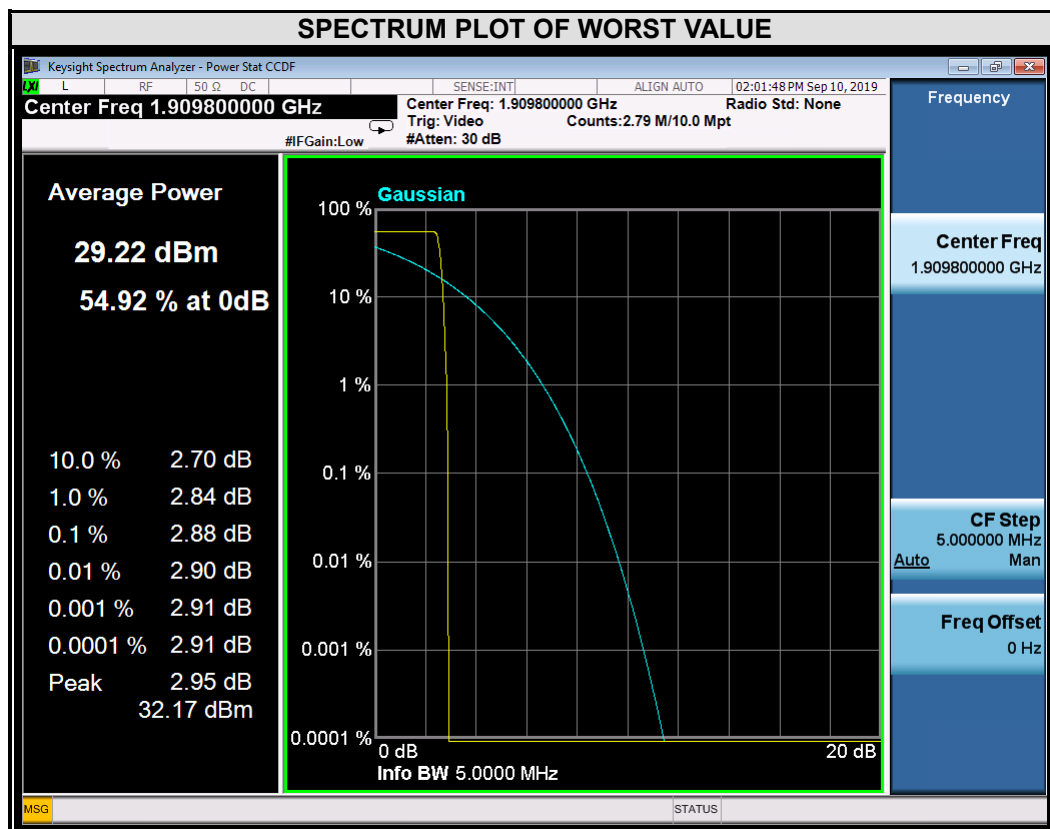 SPECTRUM PLOT OF WORST VALUE
Keysight Spectrum Analyzer - Power Stat CCDF
LXI L RF 50 Ω DC SENSE:INT ALIGN AUTO 02:01:48 PM Sep 10, 2019
Center Freq 1.909800000 GHz
Center Freq: 1.909800000 GHz Radio Std: None
Trig: Video Counts:2.79 M/10.0 Mpt
#IFGain:Low #Atten: 30 dB
Average Power
29.22 dBm
54.92 % at 0dB
10.0 % 2.70 dB
1.0 % 2.84 dB
0.1 % 2.88 dB
0.01 % 2.90 dB
0.001 % 2.91 dB
0.0001 % 2.91 dB
Peak 2.95 dB
32.17 dBm
Gaussian
100 %
10 %
1 %
0.1 %
0.01 %
0.001 %
0.0001 %
0 dB 20 dB
Info BW 5.0000 MHz
Frequency
Center Freq
1.909800000 GHz
CF Step
5.000000 MHz
Auto Man
Freq Offset
0 Hz
MSG STATUS